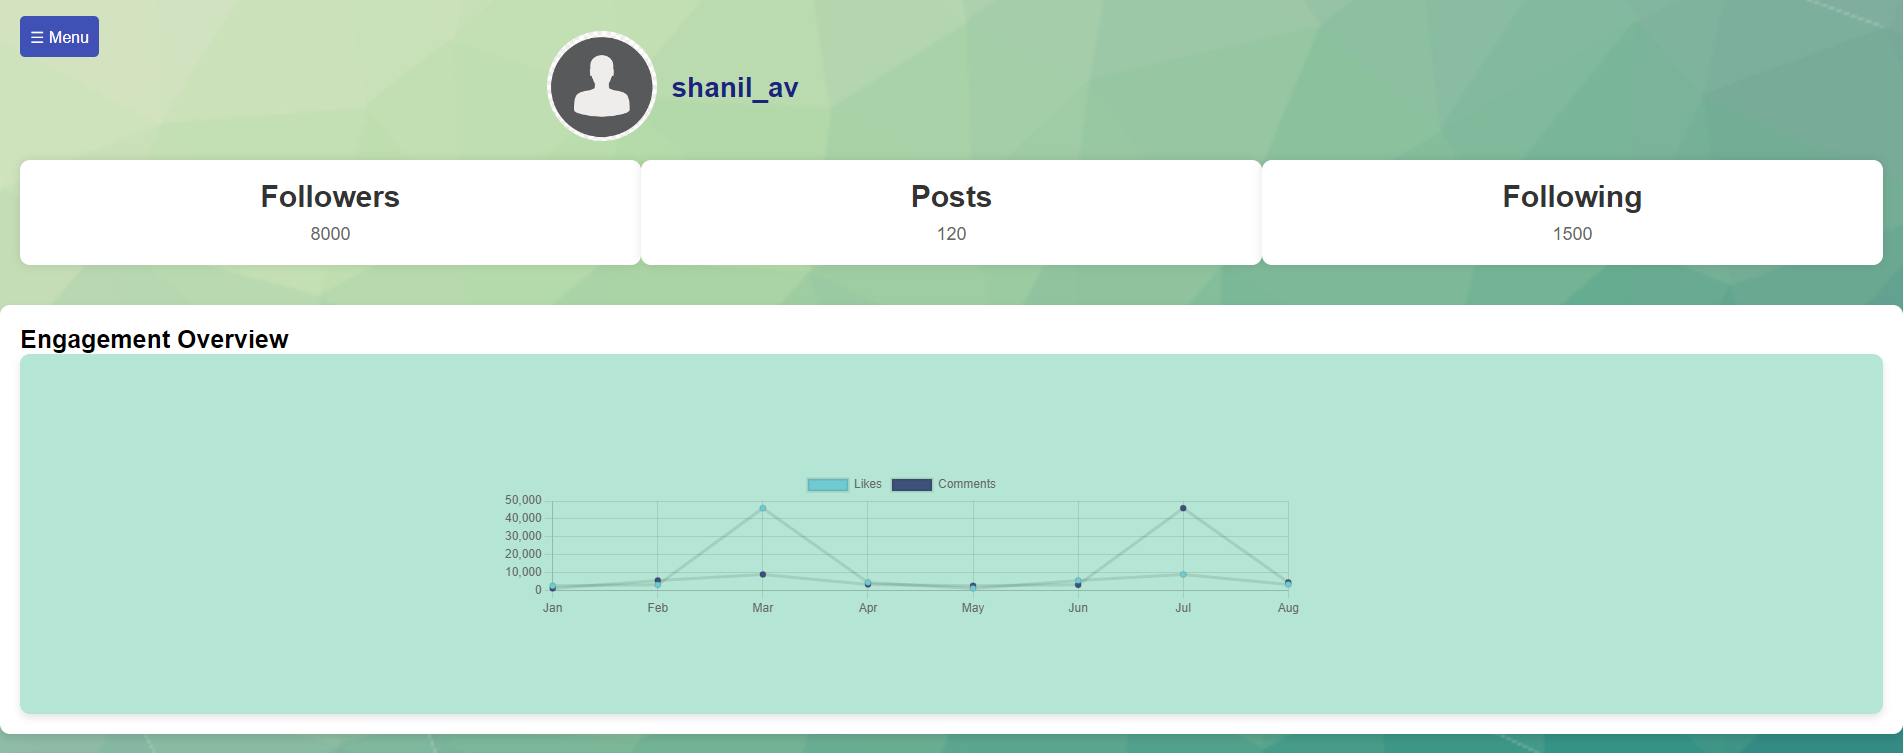 ☰ Menu
shanil_av
Followers
8000
Posts
120
Following
1500
Engagement Overview
Likes Comments
50,000
40,000
30,000
20,000
10,000
0
Jan Feb Mar Apr May Jun Jul Aug